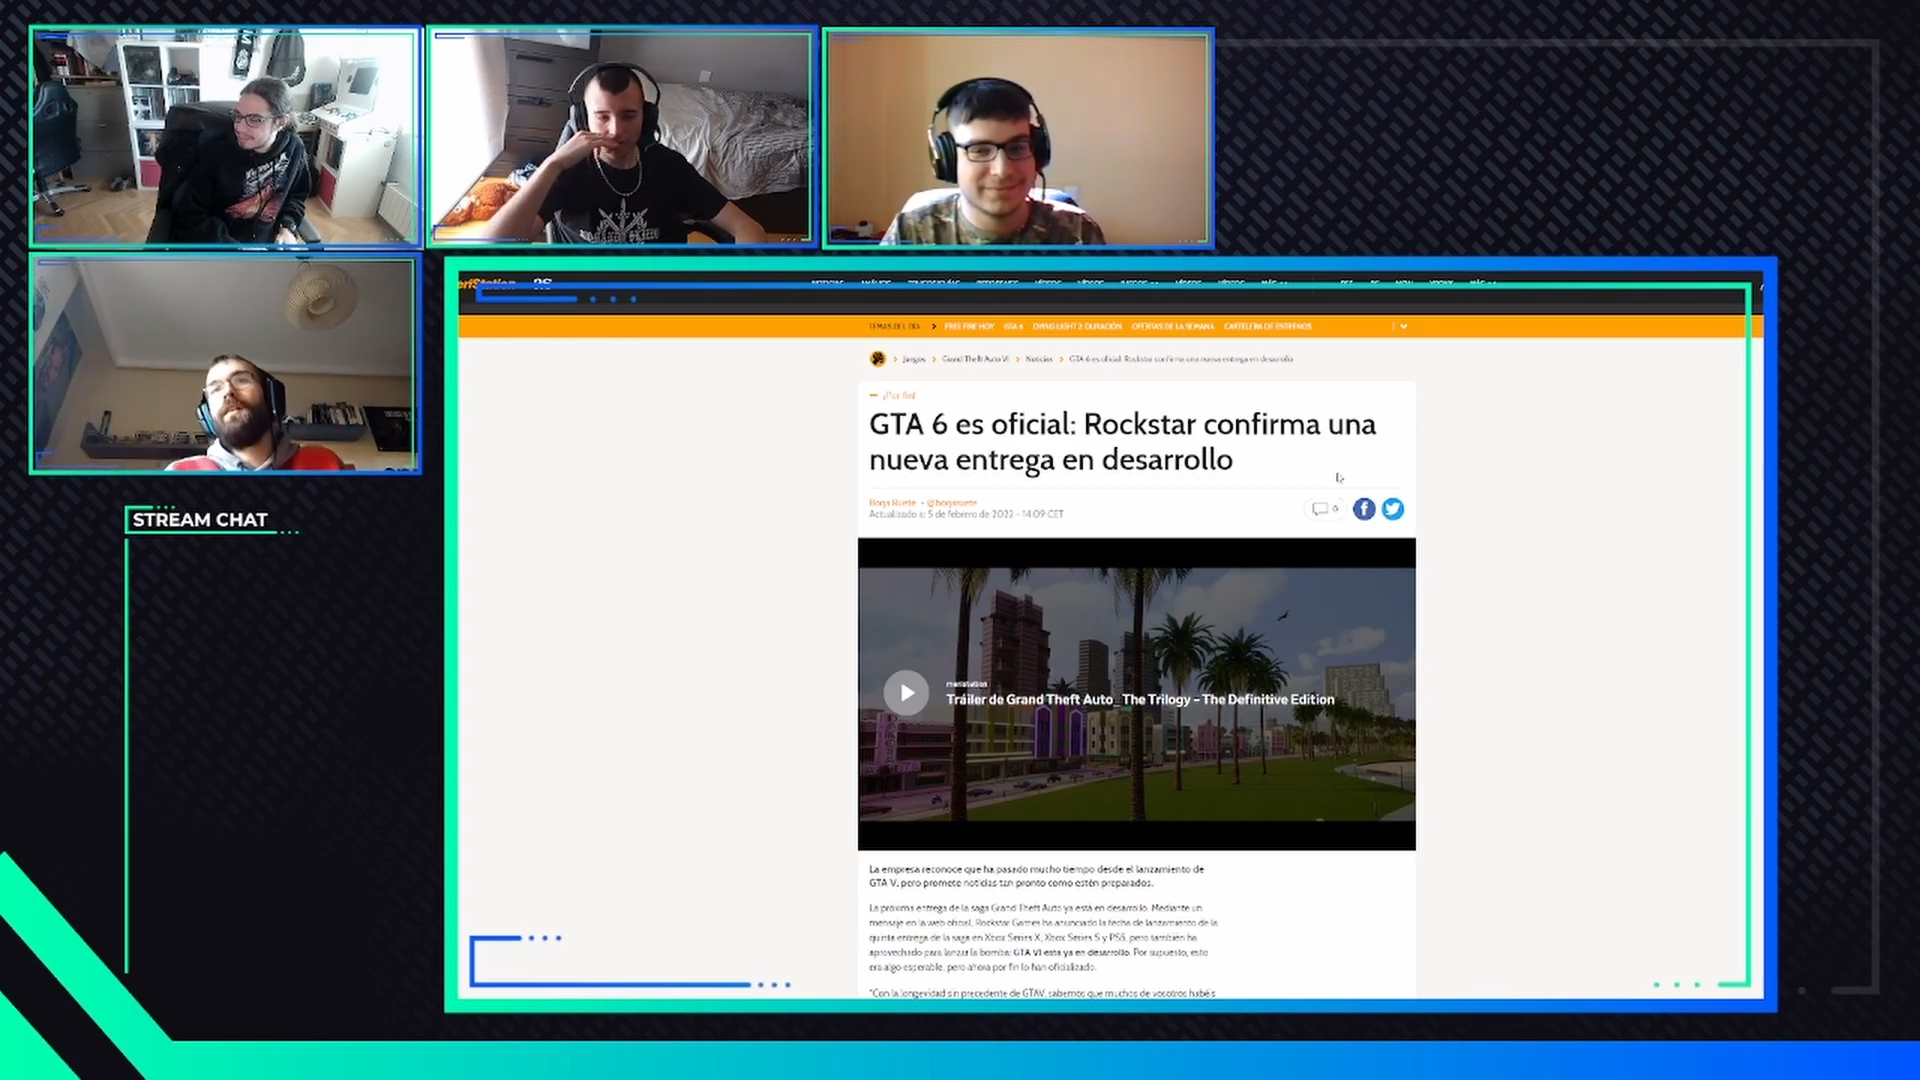 TEMAS DEL DÍA FREE FIRE HOY GTA 6 DYING LIGHT 2: DURACIÓN OFERTAS DE LA SEMANA CARTELERA DE ESTRENOS
Juegos Grand Theft Auto VI Noticias GTA 6 es oficial: Rockstar confirma una nueva entrega en desarrollo
¡Por fin!
GTA 6 es oficial: Rockstar confirma una
nueva entrega en desarrollo
Borja Ruete - @borjaruete
Actualizado a: 5 de febrero de 2022 - 14:09 CET
STREAM CHAT
meristation
Tráiler de Grand Theft Auto_ The Trilogy – The Definitive Edition
La empresa reconoce que ha pasado mucho tiempo desde el lanzamiento de
GTA V, pero promete noticias tan pronto como estén preparados.
La próxima entrega de la saga Grand Theft Auto ya está en desarrollo. Mediante un
mensaje en la web oficial, Rockstar Games ha anunciado la fecha de lanzamiento de la
quinta entrega de la saga en Xbox Series X, Xbox Series S y PS5, pero también ha
aprovechado para lanzar la bomba: GTA VI está ya en desarrollo. Por supuesto, esto
era algo esperable, pero ahora por fin lo han oficializado.
"Con la longevidad sin precedente de GTAV, sabemos que muchos de vosotros habéis